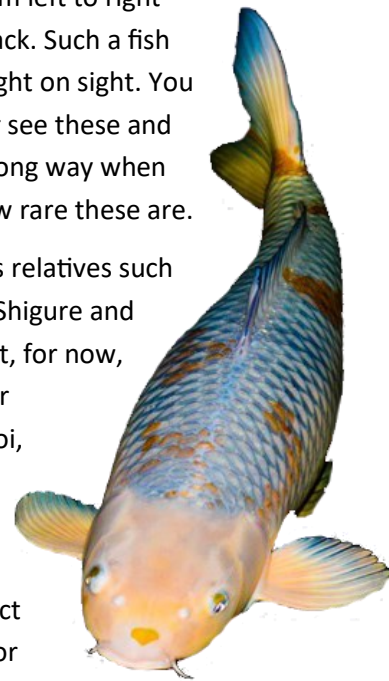 left to right
ack. Such a fish
ght on sight. You
see these and
ong way when
w rare these are.
s relatives such
Shigure and
t, for now,
r
oi,
ct
or